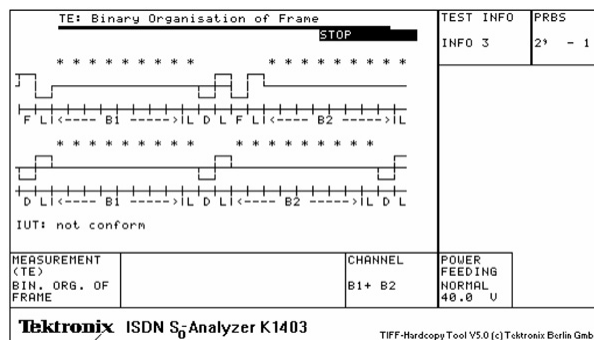 TE: Binary Organisation of Frame
STOP
TEST INFO
INFO 3
PRBS
2⁹ - 1
* * * * * * * * * * * * * * * *
F L|<---- B1 ---->|L D L F L|<---- B2 ---->|L
* * * * * * * * * * * * * * * *
D L|<---- B1 ---->|L D L|<---- B2 ---->|L D L
IUT: not conform
MEASUREMENT
(TE)
BIN. ORG. OF
FRAME
CHANNEL
B1+ B2
POWER
FEEDING
NORMAL
40.0 V
Tektronix ISDN S₀-Analyzer K1403
TIFF-Hardcopy Tool V5.0 (c) Tektronix Berlin Gmb